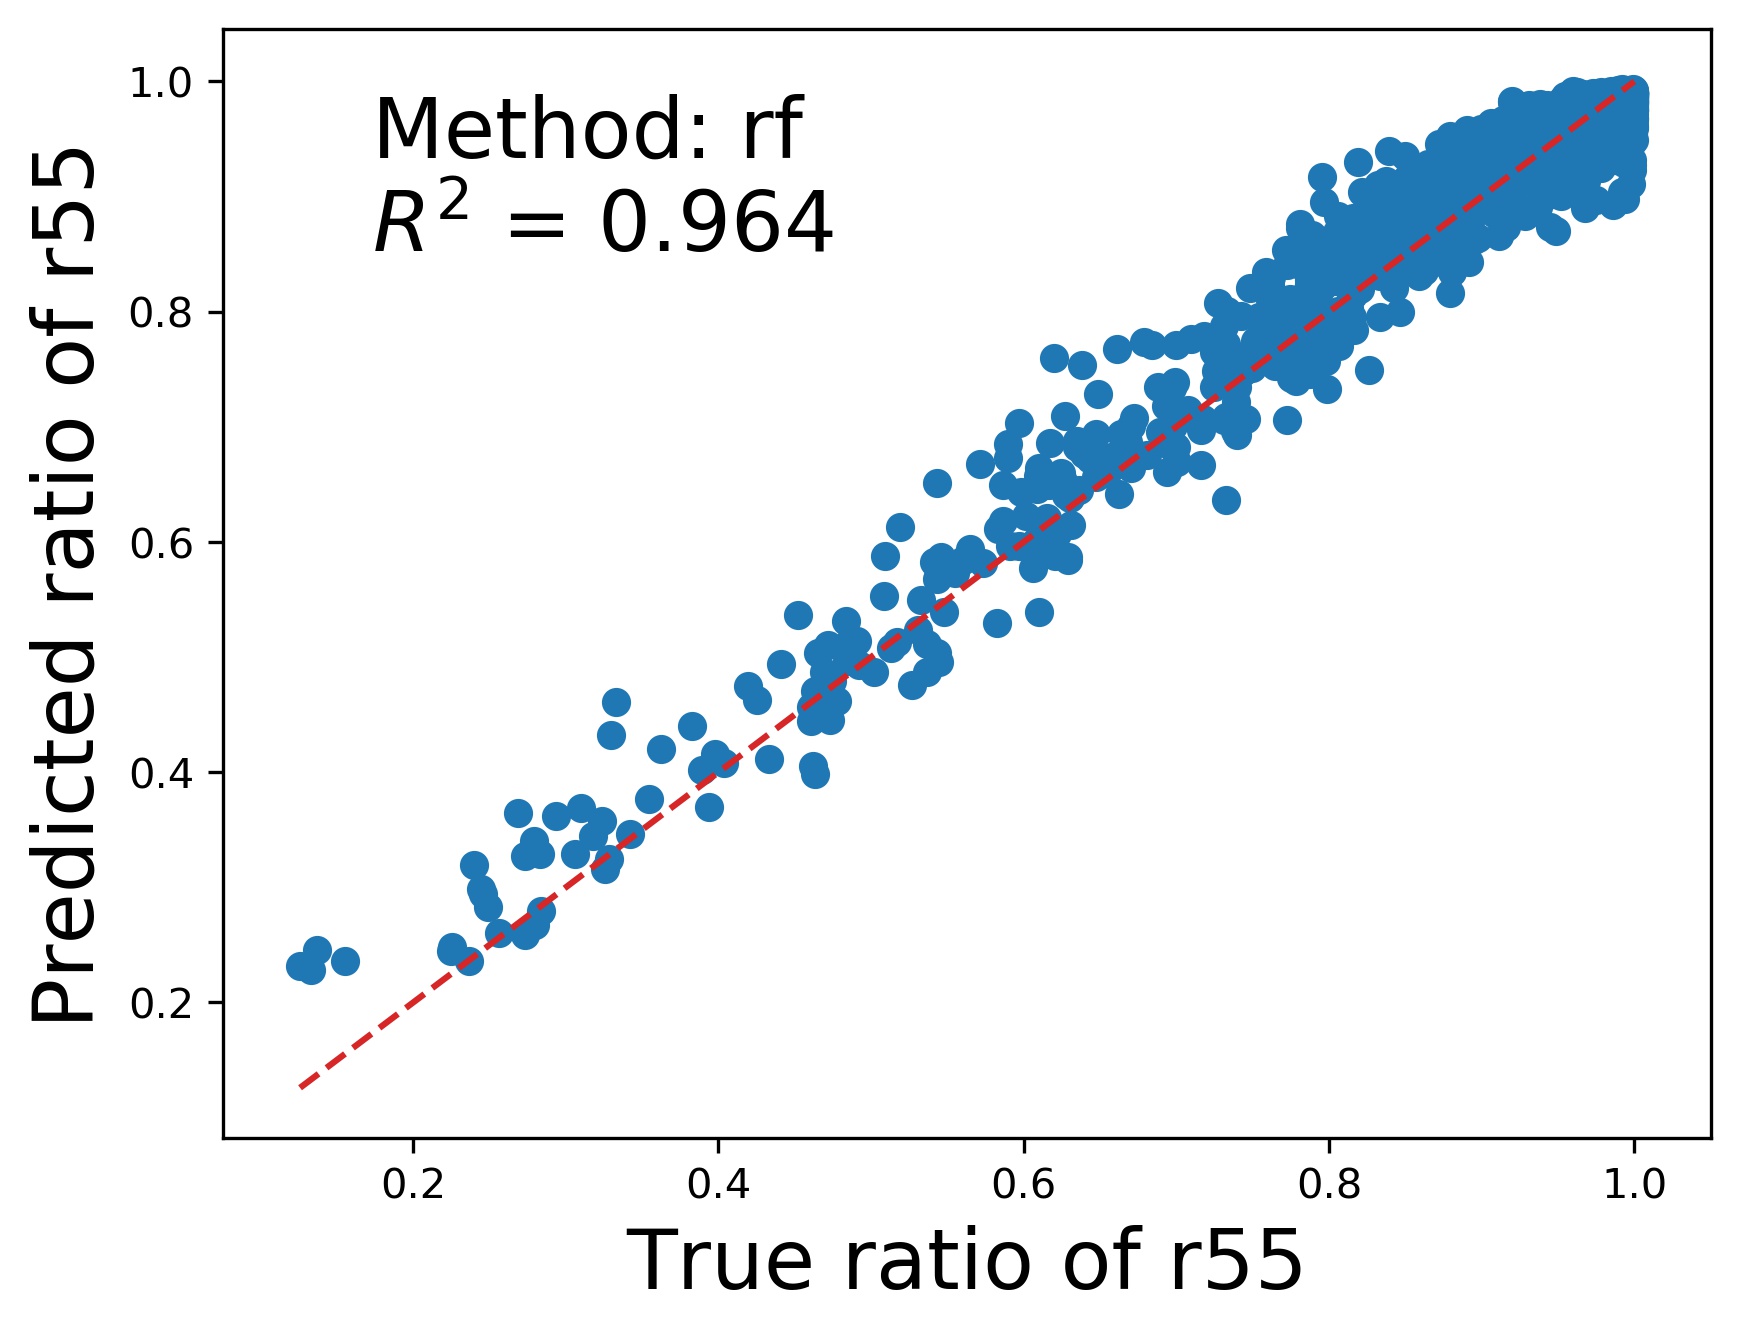 Method: rf
R² = 0.964
Predicted ratio of r55
1.0
0.8
0.6
0.4
0.2
0.2 0.4 0.6 0.8 1.0
True ratio of r55